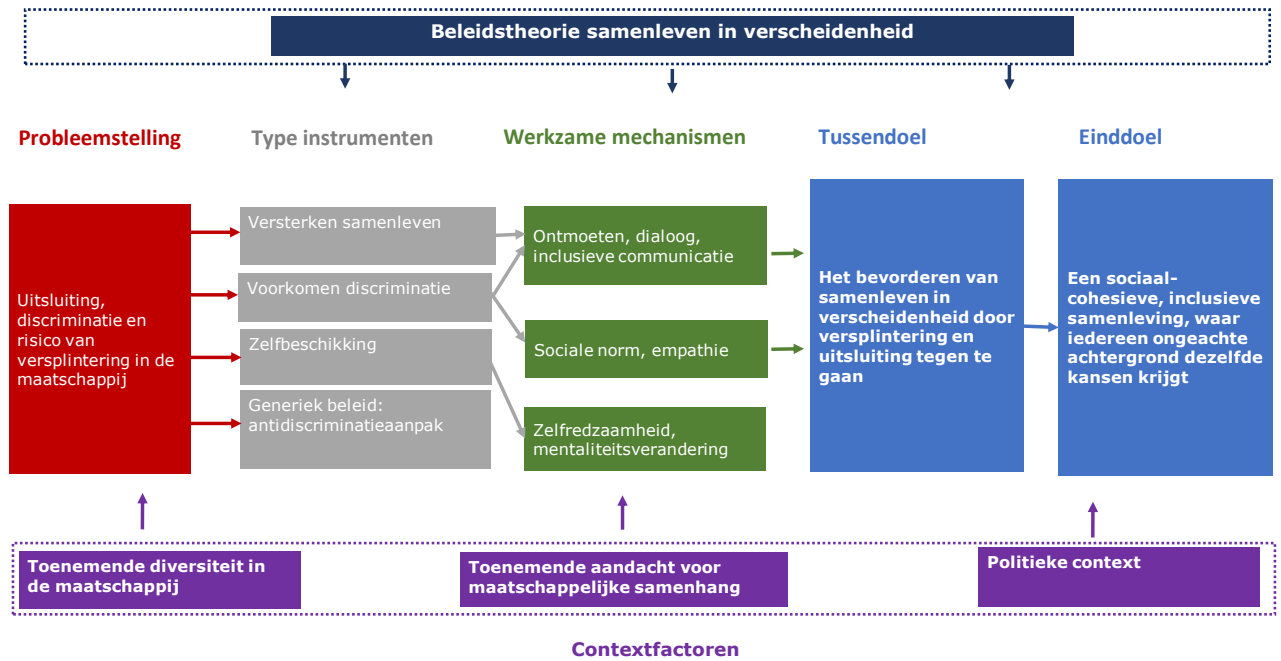 Beleidstheorie samenleven in verscheidenheid
Probleemstelling
Type instrumenten
Werkzame mechanismen
Tussendoel
Einddoel
Uitsluiting,
discriminatie en
risico van
versplintering in de
maatschappij
Versterken samenleven
Voorkomen discriminatie
Zelfbeschikking
Generiek beleid:
antidiscriminatieaanpak
Ontmoeten, dialoog,
inclusieve communicatie
Sociale norm, empathie
Zelfredzaamheid,
mentaliteitsverandering
Het bevorderen van
samenleven in
verscheidenheid door
versplintering en
uitsluiting tegen te
gaan
Een sociaal-
cohesieve, inclusieve
samenleving, waar
iedereen ongeachte
achtergrond dezelfde
kansen krijgt
Toenemende diversiteit in
de maatschappij
Toenemende aandacht voor
maatschappelijke samenhang
Politieke context
Contextfactoren